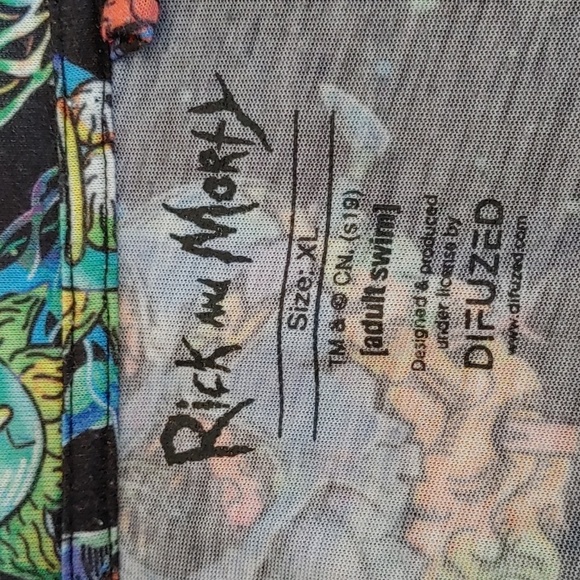 RICK AND MORTY
Size: XL
TM & © CN. (s19)
[adult swim]
Designed & produced
under license by
DIFUZED
www.difuzed.com